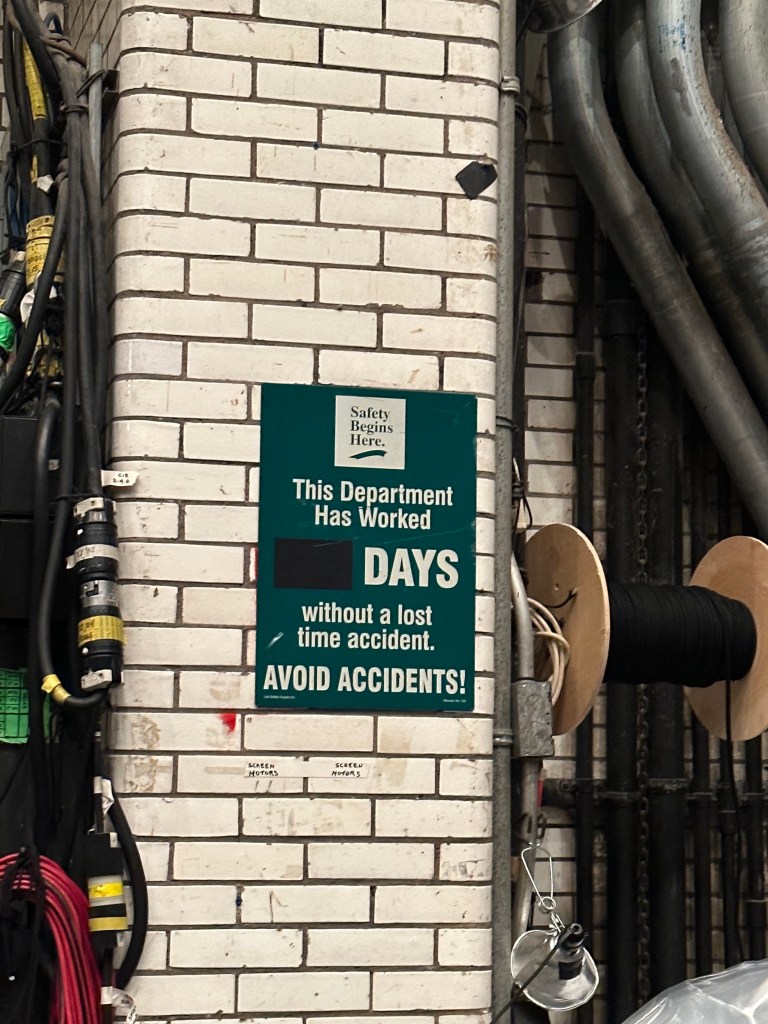 Safety
Begins
Here.
This Department
Has Worked
DAYS
without a lost
time accident.
AVOID ACCIDENTS!
SCREEN
MOTORS
SCREEN
MOTORS